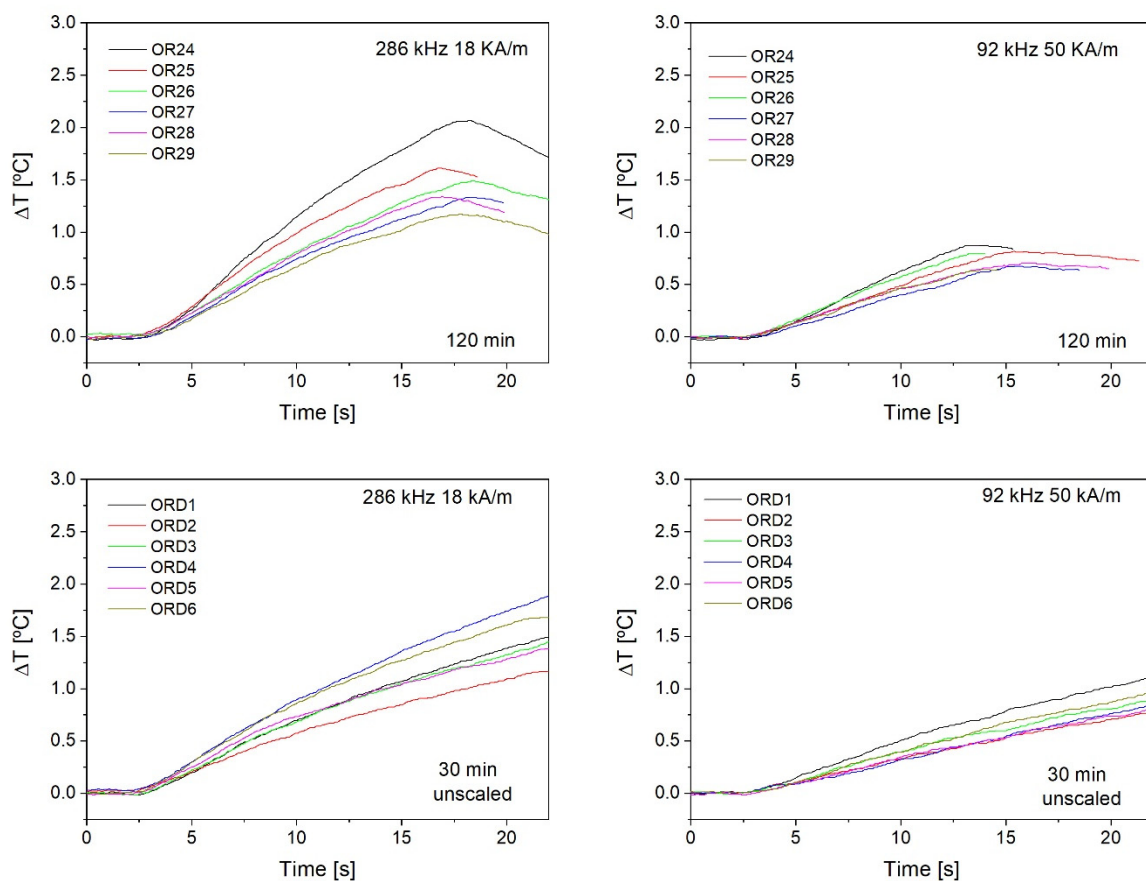 286 kHz 18 KA/m
OR24
OR25
OR26
OR27
OR28
OR29
120 min
ΔT [ºC]
3.0
2.5
2.0
1.5
1.0
0.5
0.0
0
5
10
15
20
Time [s]
92 kHz 50 KA/m
OR24
OR25
OR26
OR27
OR28
OR29
120 min
ΔT [ºC]
3.0
2.5
2.0
1.5
1.0
0.5
0.0
0
5
10
15
20
Time [s]
286 kHz 18 kA/m
ORD1
ORD2
ORD3
ORD4
ORD5
ORD6
30 min
unscaled
ΔT [ºC]
3.0
2.5
2.0
1.5
1.0
0.5
0.0
0
5
10
15
20
Time [s]
92 kHz 50 kA/m
ORD1
ORD2
ORD3
ORD4
ORD5
ORD6
30 min
unscaled
ΔT [ºC]
3.0
2.5
2.0
1.5
1.0
0.5
0.0
0
5
10
15
20
Time [s]